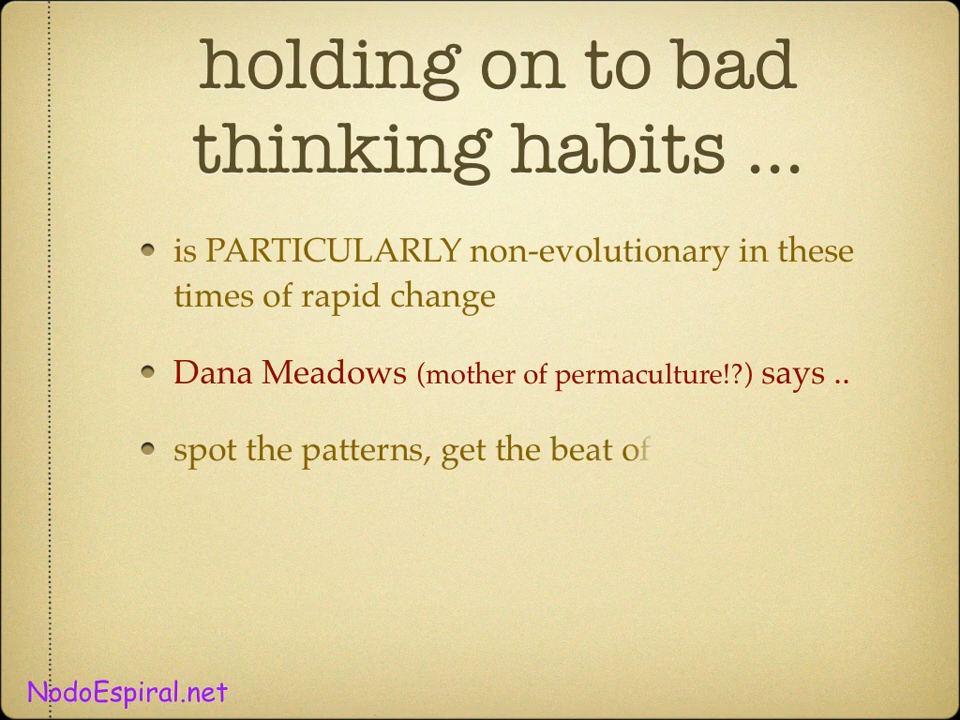 holding on to bad
thinking habits ...
is PARTICULARLY non-evolutionary in these
times of rapid change
Dana Meadows (mother of permaculture!?) says ..
spot the patterns, get the beat of
NodoEspiral.net